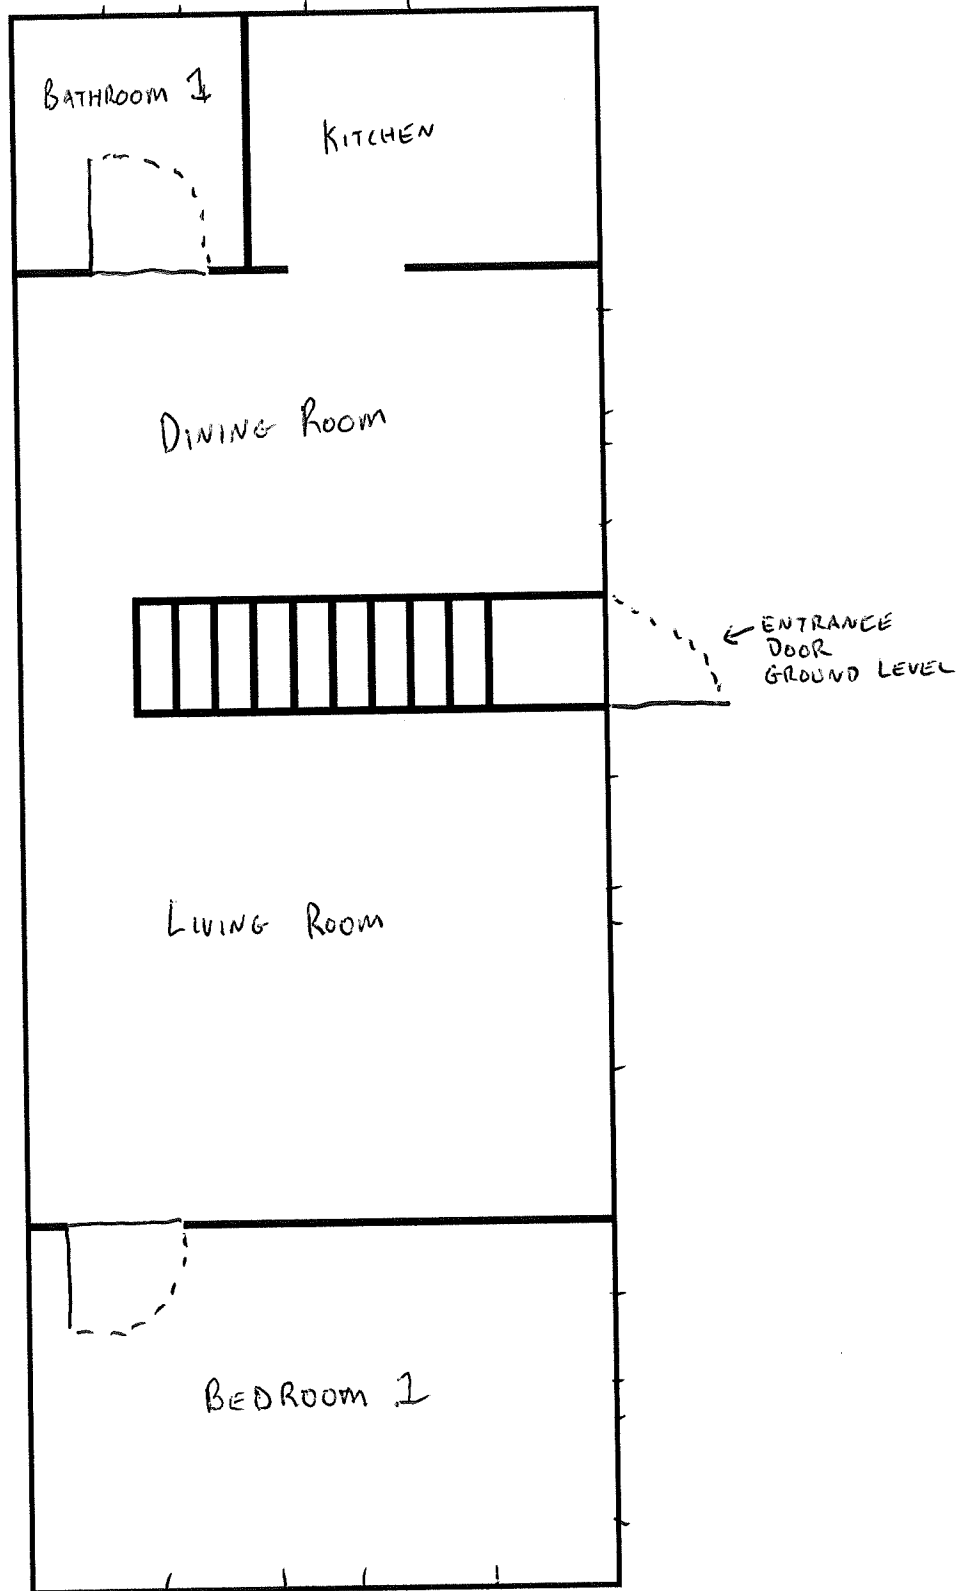 BATHROOM 1
KITCHEN
DINING ROOM
ENTRANCE
DOOR
GROUND LEVEL
LIVING ROOM
BEDROOM 1